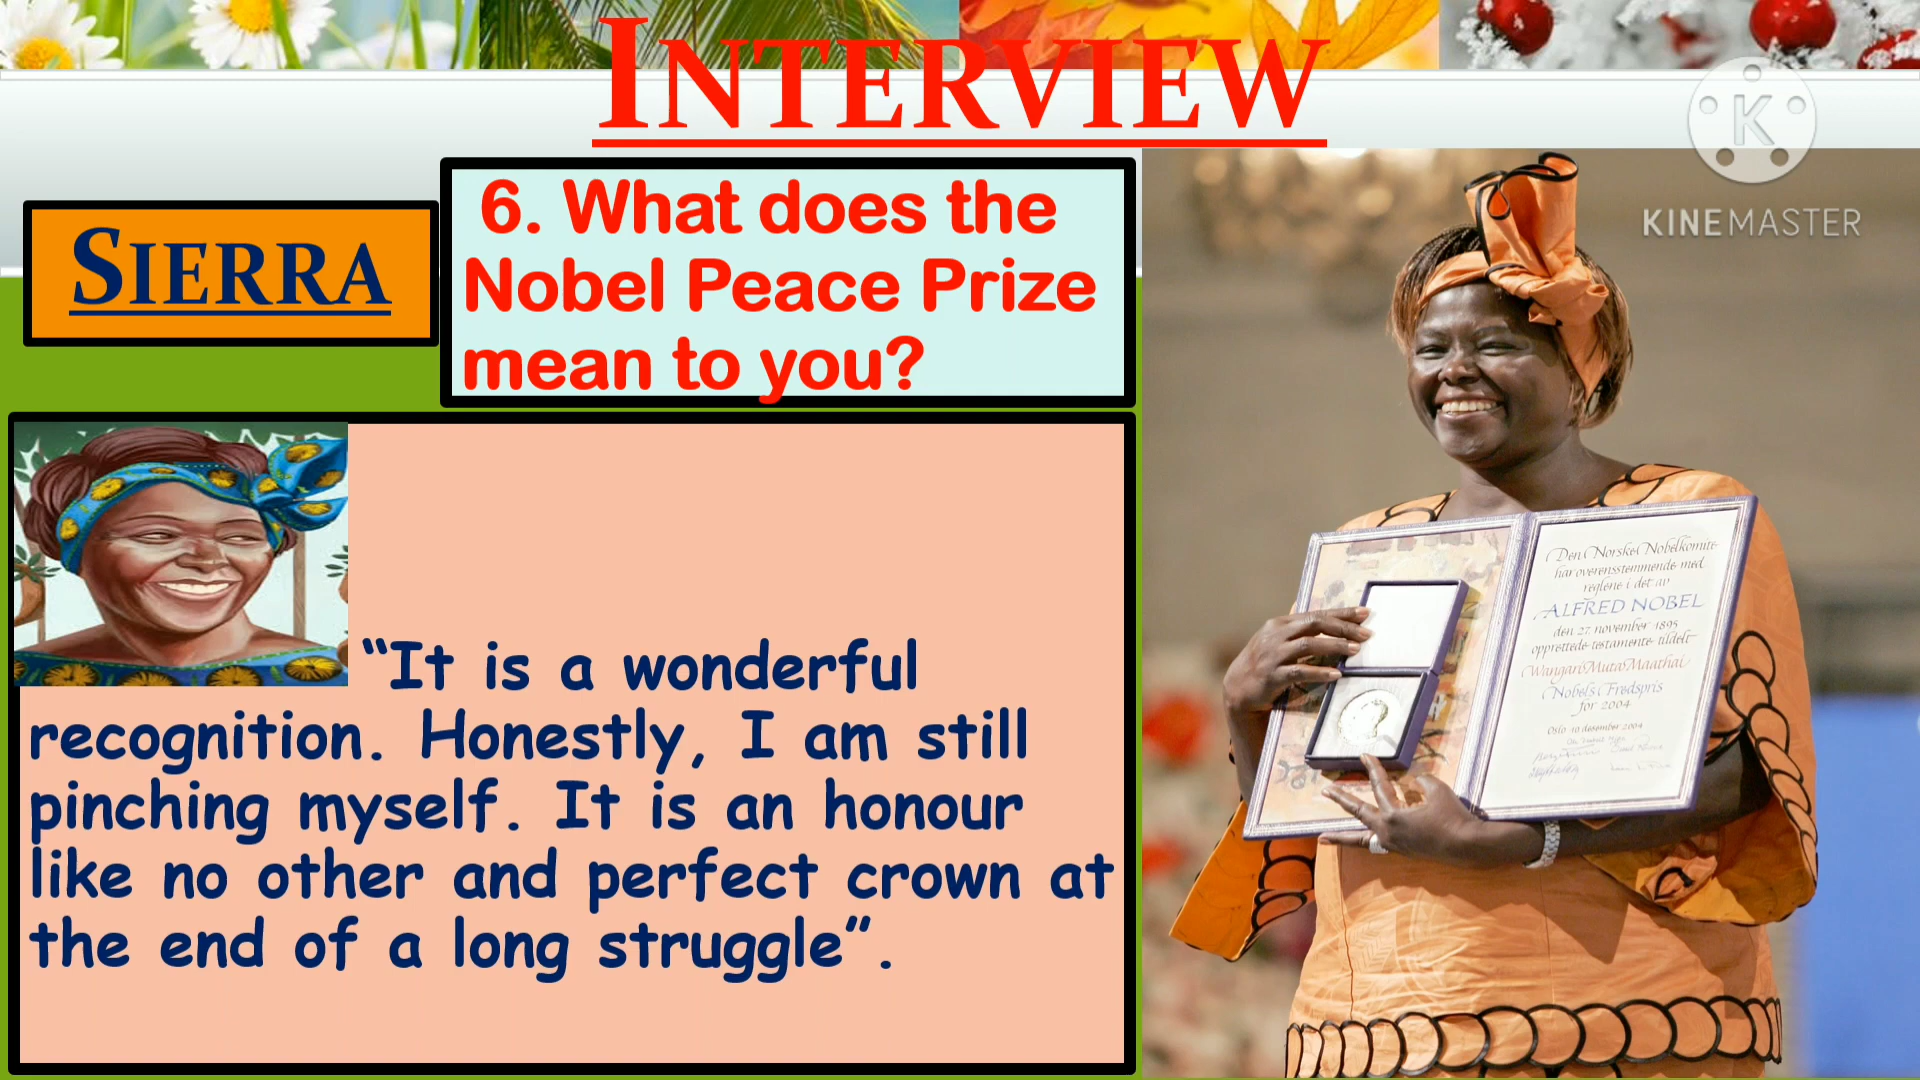 INTERVIEW
SIERRA
6. What does the
Nobel Peace Prize
mean to you?
“It is a wonderful
recognition. Honestly, I am still
pinching myself. It is an honour
like no other and perfect crown at
the end of a long struggle”.
K
KINEMASTER
Den Norske Nobelkomite
har overensstemmende med
reglene i det av
ALFRED NOBEL
den 27. november 1895
opprettede testamente tildelt
Wangari Muta Maathai
Nobels Fredspris
for 2004
Oslo 10 desember 2004